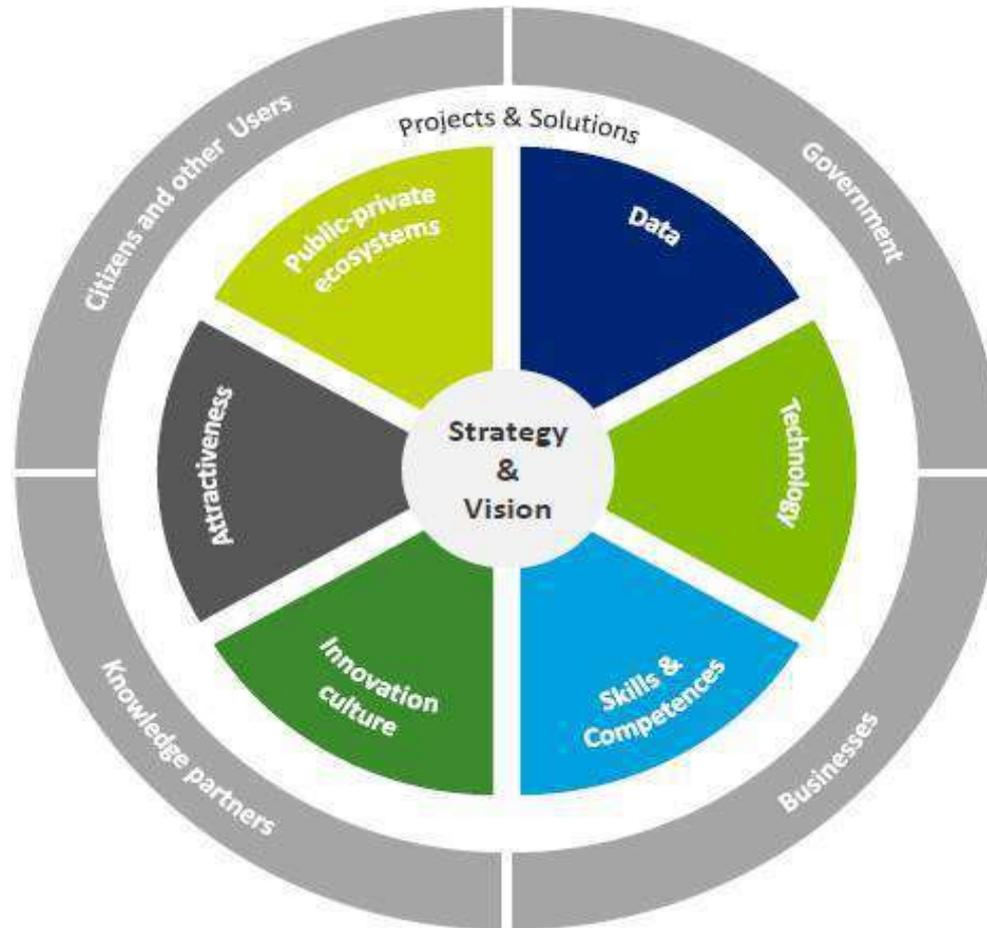 Citizens and other Users
Government
Projects & Solutions
Public-private
ecosystems
Data
Attractiveness
Strategy
&
Vision
Technology
Innovation
culture
Skills &
Competences
Knowledge partners
Businesses